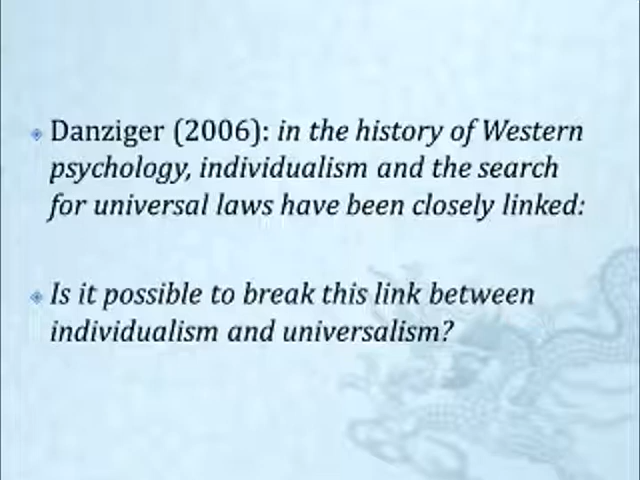 Danziger (2006): in the history of Western
psychology, individualism and the search
for universal laws have been closely linked:
Is it possible to break this link between
individualism and universalism?